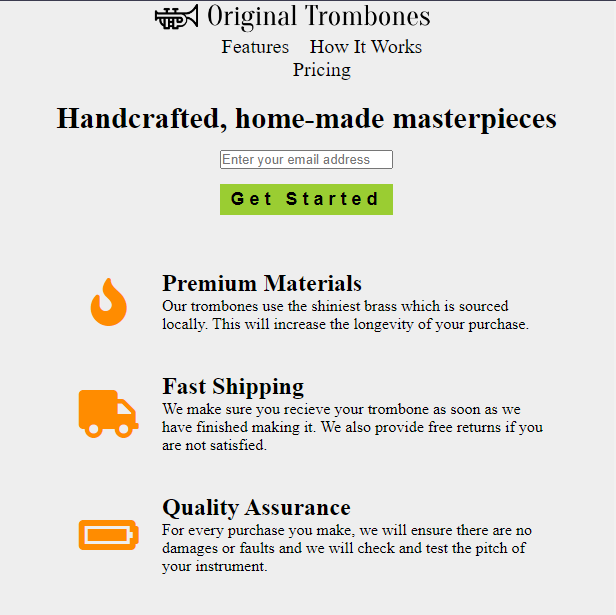 Original Trombones
Features How It Works
Pricing
Handcrafted, home-made masterpieces
Enter your email address
Get Started
Premium Materials
Our trombones use the shiniest brass which is sourced
locally. This will increase the longevity of your purchase.
Fast Shipping
We make sure you recieve your trombone as soon as we
have finished making it. We also provide free returns if you
are not satisfied.
Quality Assurance
For every purchase you make, we will ensure there are no
damages or faults and we will check and test the pitch of
your instrument.